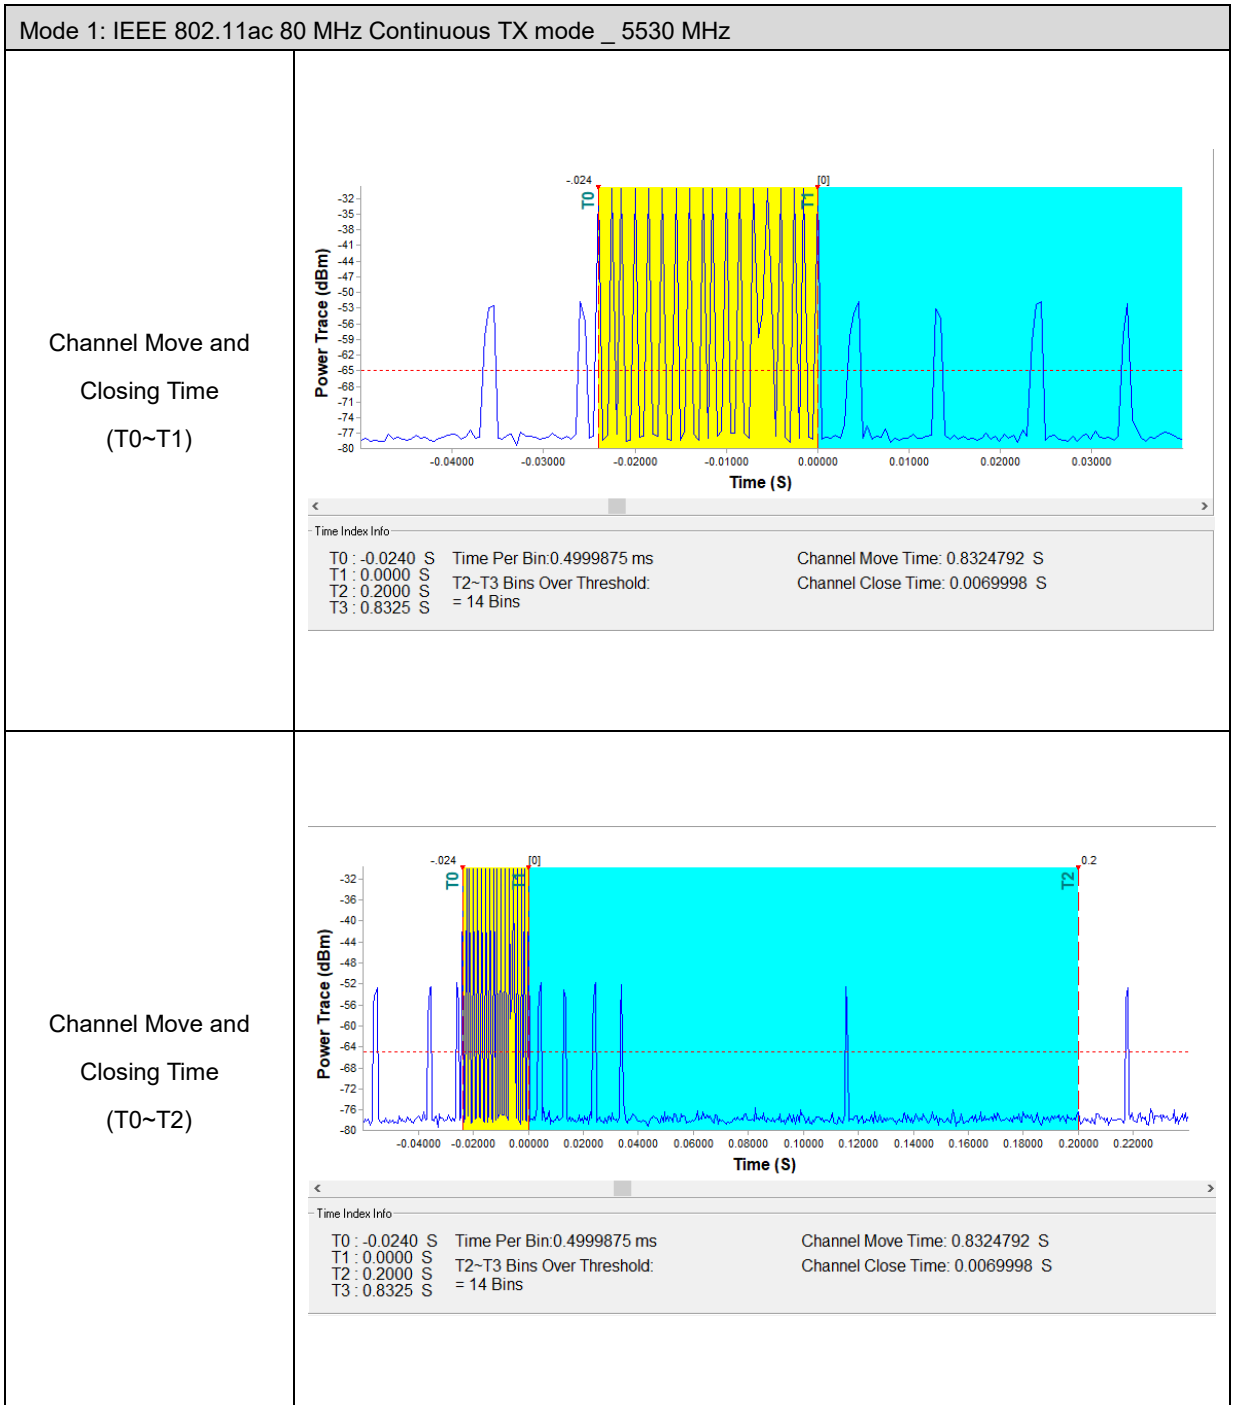 Mode 1: IEEE 802.11ac 80 MHz Continuous TX mode _ 5530 MHz
Channel Move and
Closing Time
(T0~T1)
-.024
[0]
T0
T1
Power Trace (dBm)
-32
-35
-38
-41
-44
-47
-50
-53
-56
-59
-62
-65
-68
-71
-74
-77
-80
-0.04000 -0.03000 -0.02000 -0.01000 0.00000 0.01000 0.02000 0.03000
Time (S)
< >
Time Index Info
T0 : -0.0240 S Time Per Bin:0.4999875 ms Channel Move Time: 0.8324792 S
T1 : 0.0000 S
T2 : 0.2000 S T2~T3 Bins Over Threshold: Channel Close Time: 0.0069998 S
T3 : 0.8325 S = 14 Bins
Channel Move and
Closing Time
(T0~T2)
-.024
[0]
0.2
T0
T1
T2
Power Trace (dBm)
-32
-36
-40
-44
-48
-52
-56
-60
-64
-68
-72
-76
-80
-0.04000 -0.02000 0.00000 0.02000 0.04000 0.06000 0.08000 0.10000 0.12000 0.14000 0.16000 0.18000 0.20000 0.22000
Time (S)
< >
Time Index Info
T0 : -0.0240 S Time Per Bin:0.4999875 ms Channel Move Time: 0.8324792 S
T1 : 0.0000 S
T2 : 0.2000 S T2~T3 Bins Over Threshold: Channel Close Time: 0.0069998 S
T3 : 0.8325 S = 14 Bins